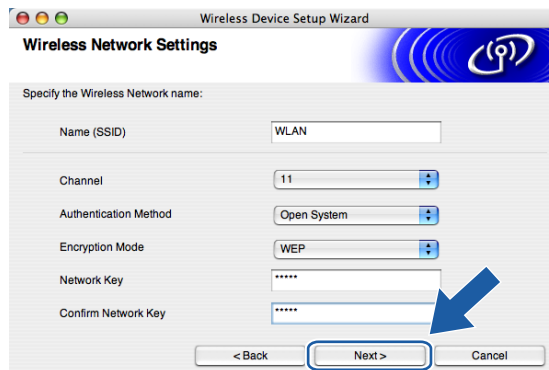 Wireless Device Setup Wizard
Wireless Network Settings
Specify the Wireless Network name:
Name (SSID) WLAN
Channel 11
Authentication Method Open System
Encryption Mode WEP
Network Key *****
Confirm Network Key *****
< Back Next > Cancel